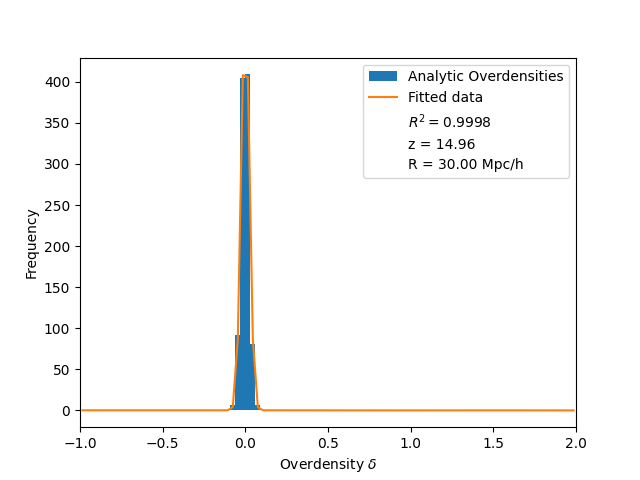 Analytic Overdensities
Fitted data
R² = 0.9998
z = 14.96
R = 30.00 Mpc/h
400
350
300
250
200
150
100
50
0
Frequency
−1.0 −0.5 0.0 0.5 1.0 1.5 2.0
Overdensity δ